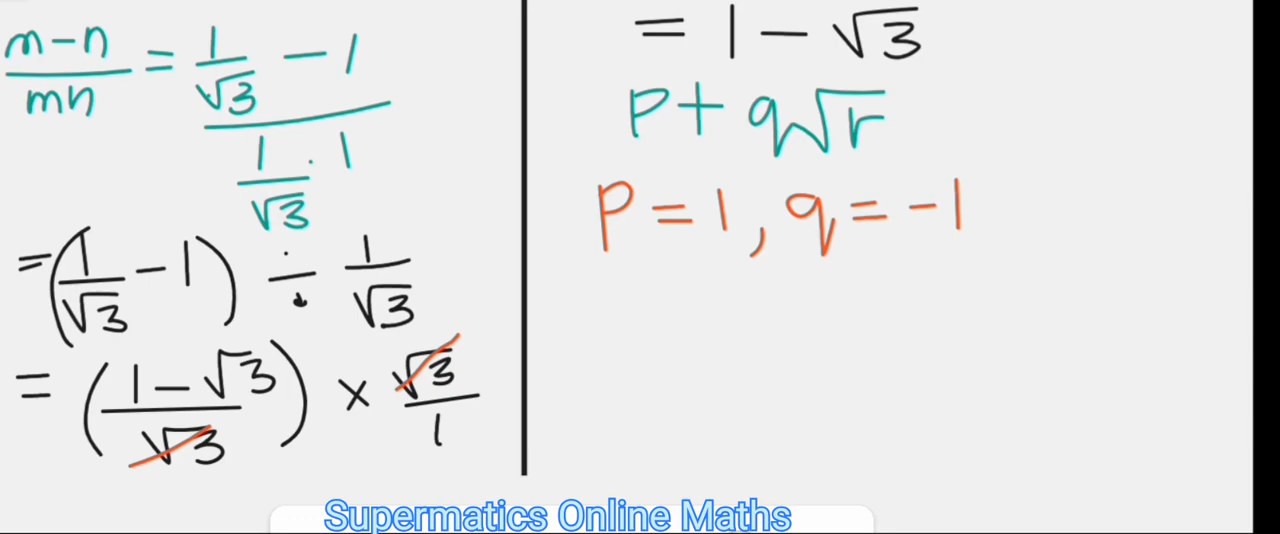 (m-n)/(mn) = (1/√3 - 1)/(1/√3 · 1)
= (1/√3 - 1) ÷ 1/√3
= ((1-√3)/√3) × √3/1
= 1 - √3
p + q√r
P = 1, q = -1
Supermatics Online Maths